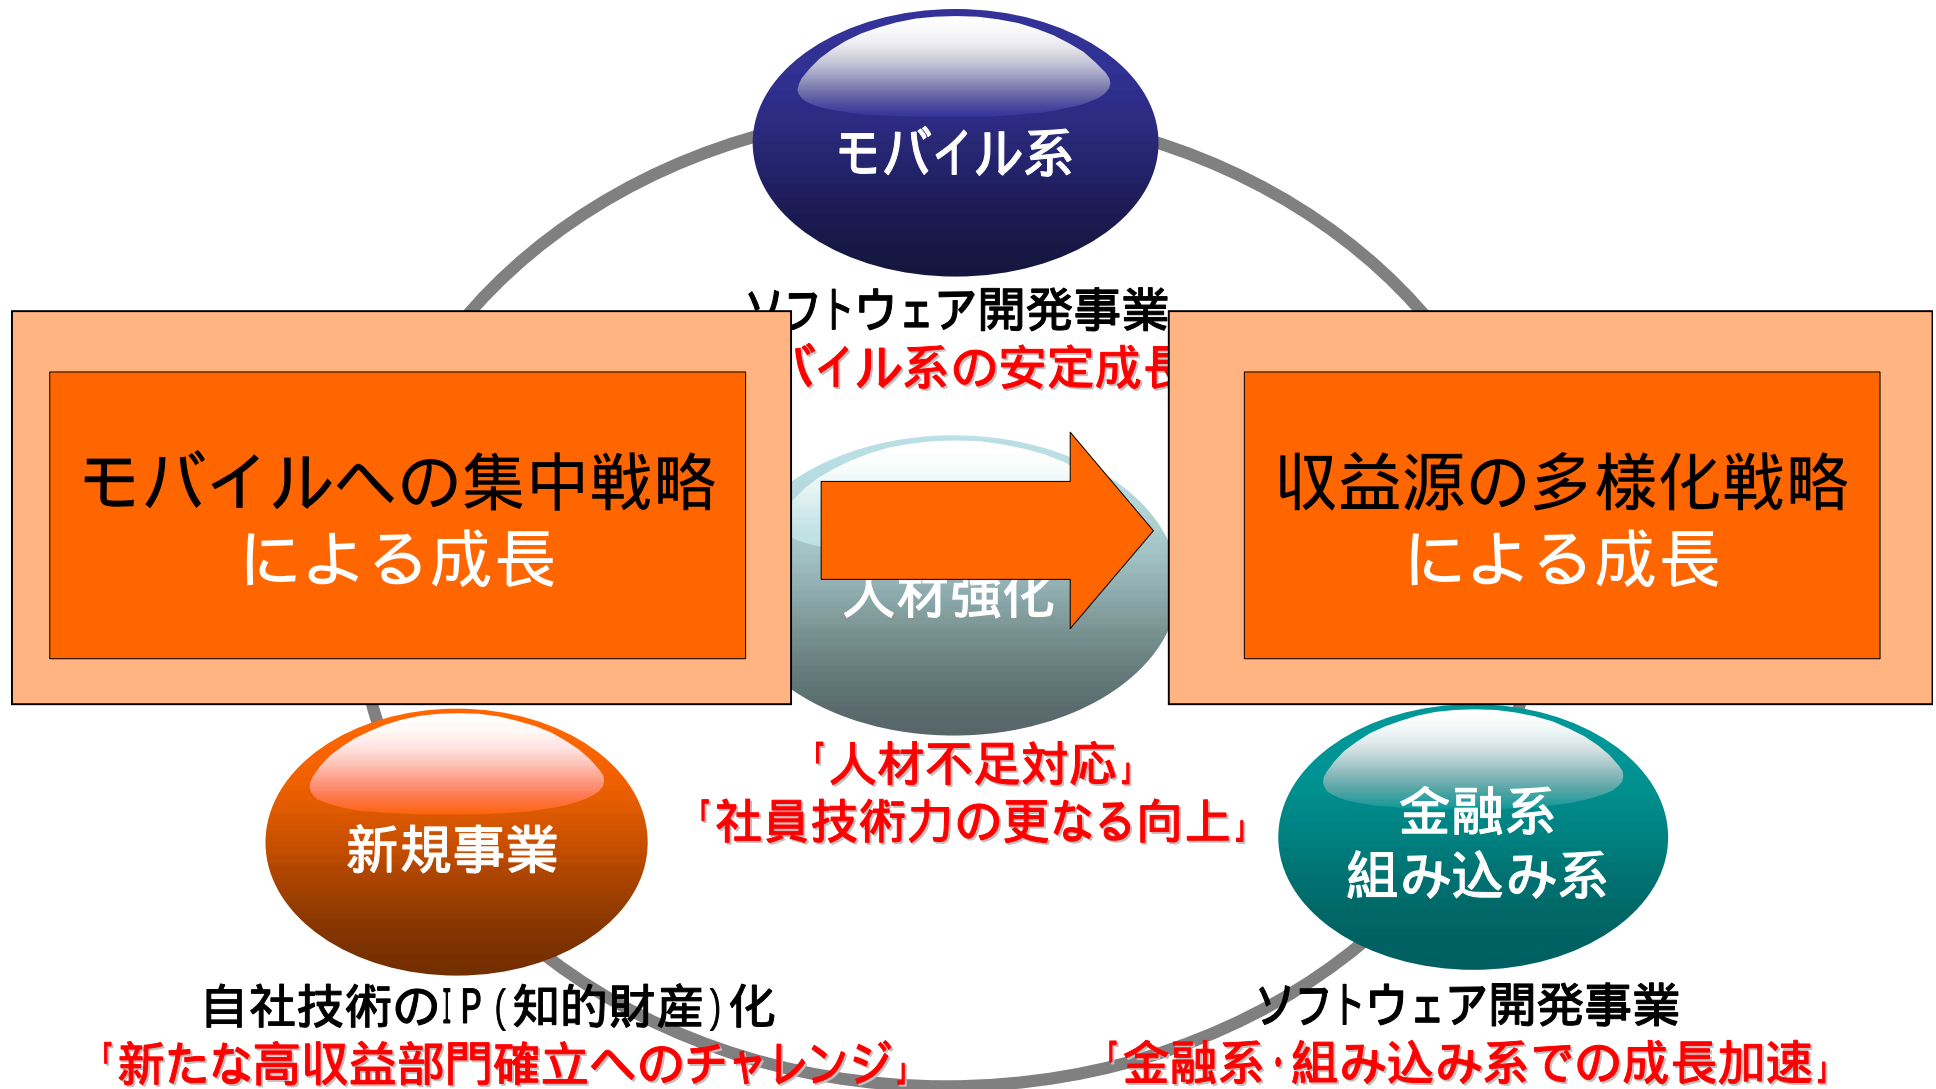 モバイル系
ソフトウェア開発事業
バイル系の安定成長
モバイルへの集中戦略
による成長
収益源の多様化戦略
による成長
人材強化
「人材不足対応」
「社員技術力の更なる向上」
新規事業
金融系
組み込み系
自社技術のIP(知的財産)化
「新たな高収益部門確立へのチャレンジ」
ソフトウェア開発事業
「金融系・組み込み系での成長加速」